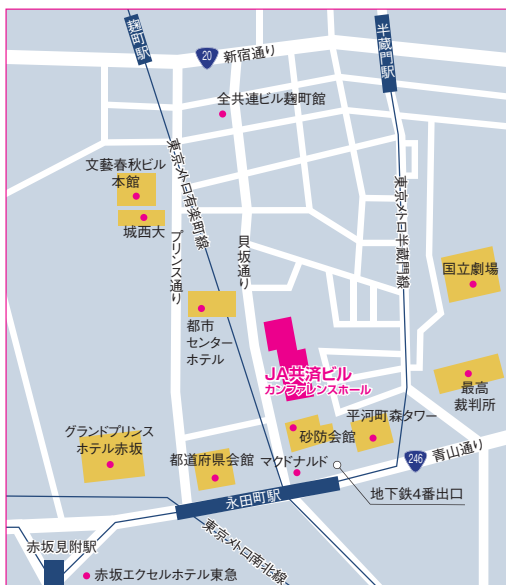 麹町駅
20
新宿通り
半蔵門駅
全共連ビル麹町館
文藝春秋ビル
本館
城西大
東京メトロ有楽町線
プリンス通り
貝坂通り
東京メトロ半蔵門線
国立劇場
都市
センター
ホテル
JA共済ビル
カンファレンスホール
最高
裁判所
グランドプリンス
ホテル赤坂
都道府県会館
砂防会館
平河町森タワー
マクドナルド
246
青山通り
地下鉄4番出口
永田町駅
東京メトロ南北線
赤坂見附駅
赤坂エクセルホテル東急